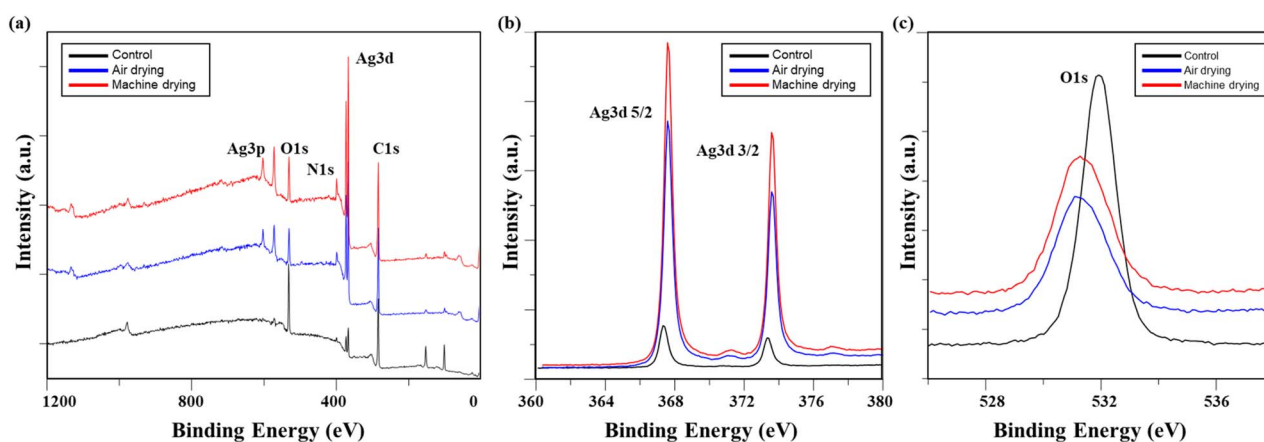 (a)
Control
Air drying
Machine drying
Ag3d
Ag3p
O1s
N1s
C1s
Intensity (a.u.)
1200
800
400
0
Binding Energy (eV)
(b)
Control
Air drying
Machine drying
Ag3d 5/2
Ag3d 3/2
Intensity (a.u.)
360
364
368
372
376
380
Binding Energy (eV)
(c)
Control
Air drying
Machine drying
O1s
Intensity (a.u.)
528
532
536
Binding Energy (eV)